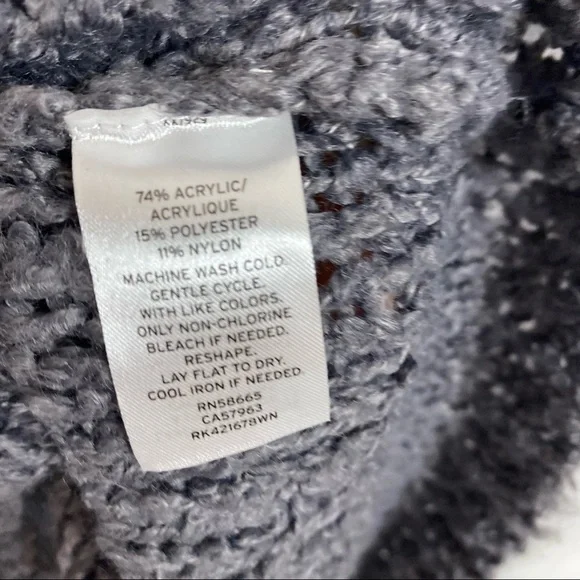 74% ACRYLIC/
ACRYLIQUE
15% POLYESTER
11% NYLON
MACHINE WASH COLD.
GENTLE CYCLE.
WITH LIKE COLORS.
ONLY NON-CHLORINE
BLEACH IF NEEDED.
RESHAPE.
LAY FLAT TO DRY.
COOL IRON IF NEEDED.
RN58665
CA57963
RK421678WN